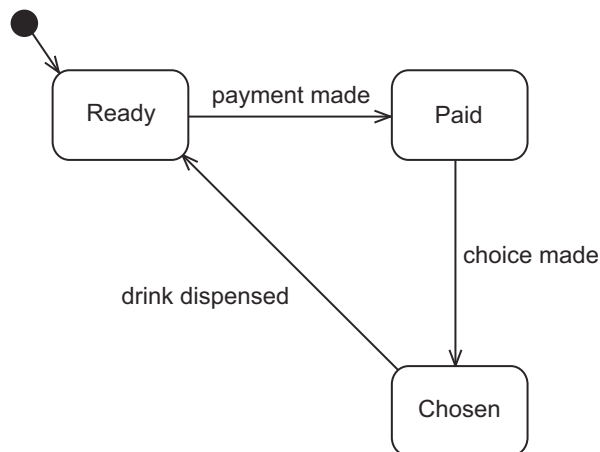 Ready
payment made
Paid
choice made
drink dispensed
Chosen